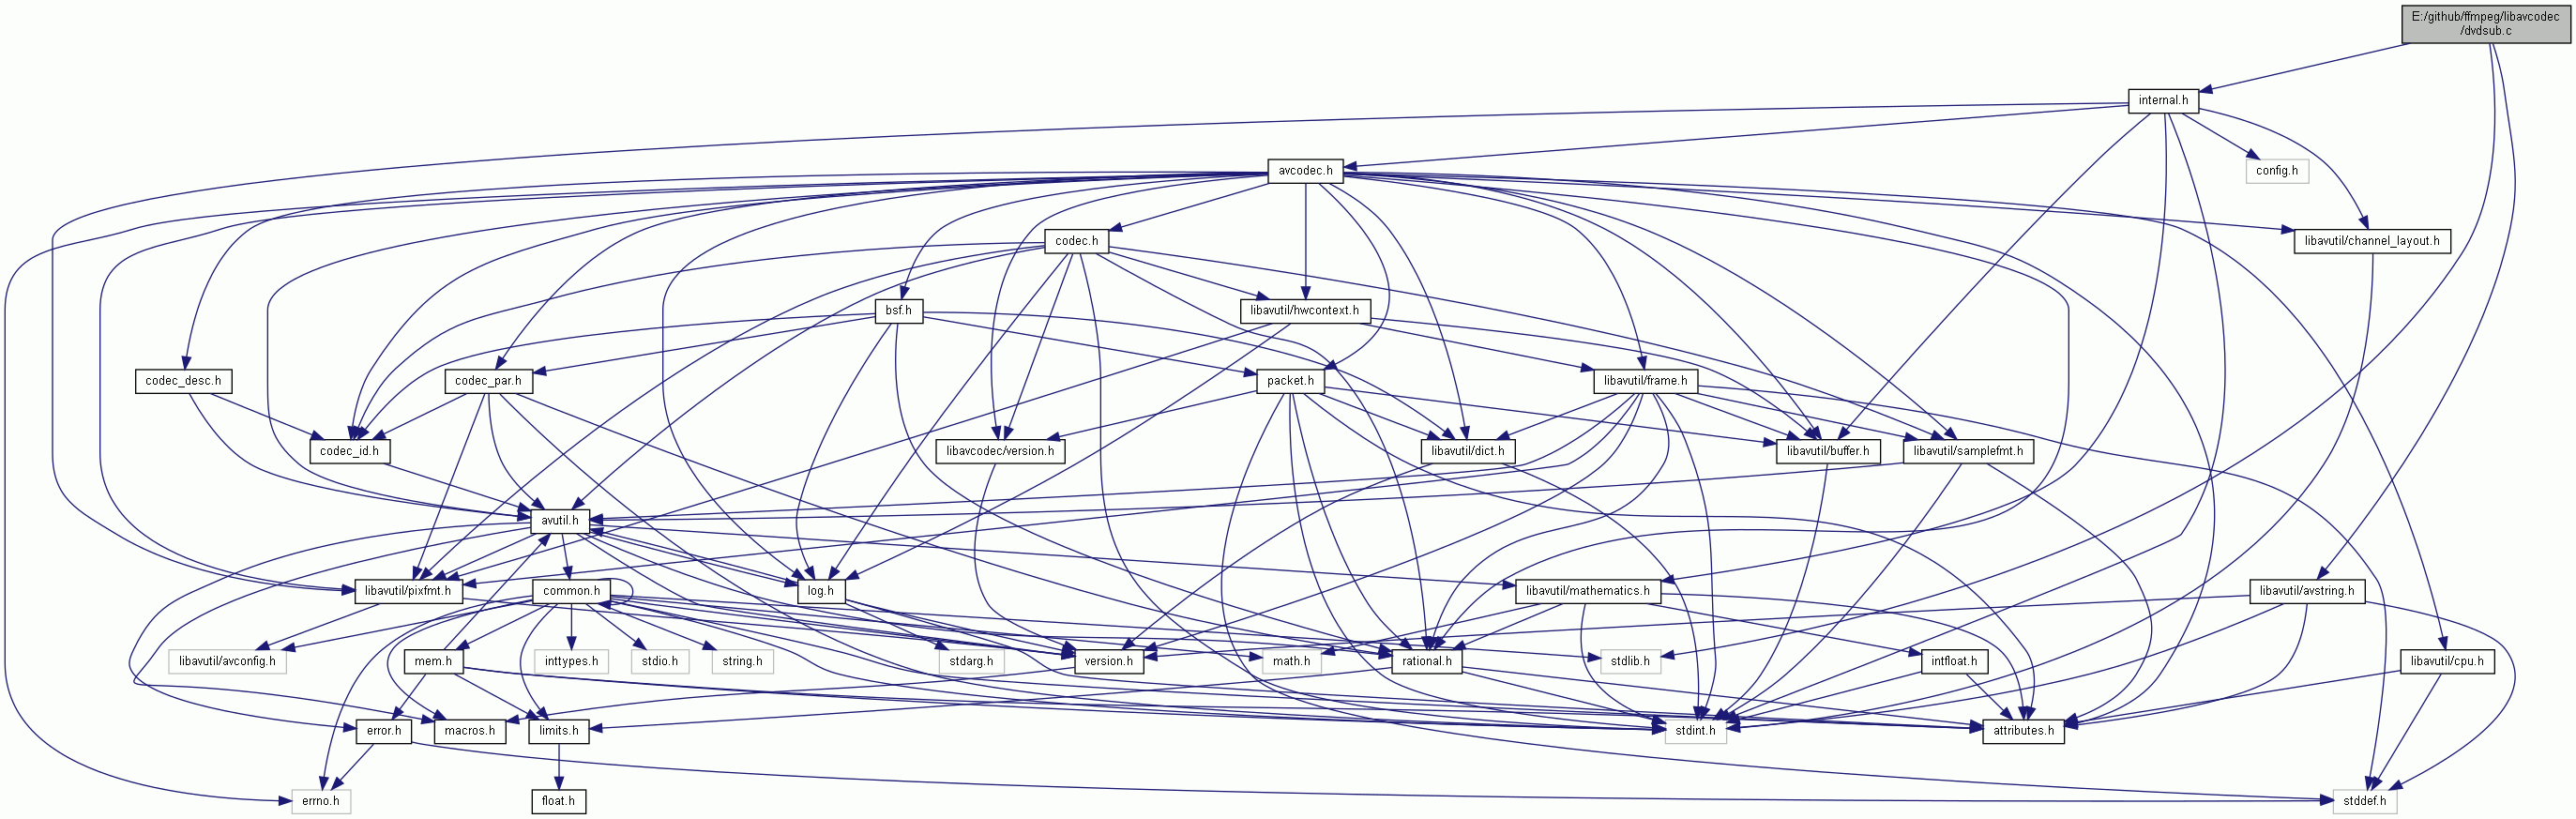 E:/github/ffmpeg/libavcodec
/dvdsub.c
internal.h
avcodec.h
config.h
codec.h
libavutil/channel_layout.h
bsf.h
libavutil/hwcontext.h
codec_desc.h
codec_par.h
packet.h
libavutil/frame.h
codec_id.h
libavcodec/version.h
libavutil/dict.h
libavutil/buffer.h
libavutil/samplefmt.h
avutil.h
libavutil/pixfmt.h
common.h
log.h
libavutil/mathematics.h
libavutil/avstring.h
libavutil/avconfig.h
mem.h
inttypes.h
stdio.h
string.h
stdarg.h
version.h
math.h
rational.h
stdlib.h
intfloat.h
libavutil/cpu.h
error.h
macros.h
limits.h
stdint.h
attributes.h
errno.h
float.h
stddef.h